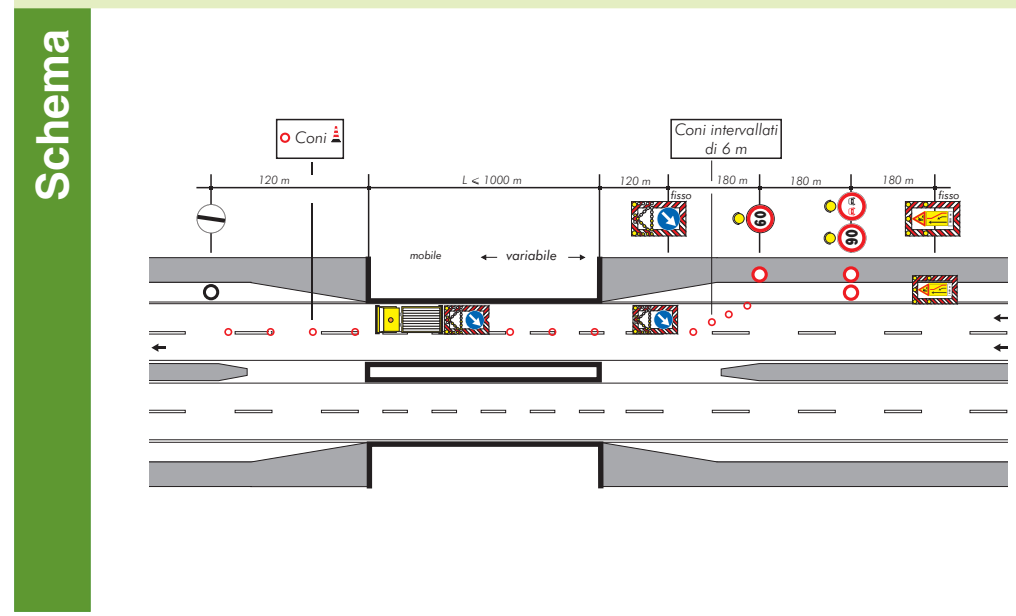 Schema
Coni
Coni intervallati
di 6 m
120 m
L < 1000 m
120 m
180 m
180 m
180 m
fisso
fisso
60
90
mobile
variabile